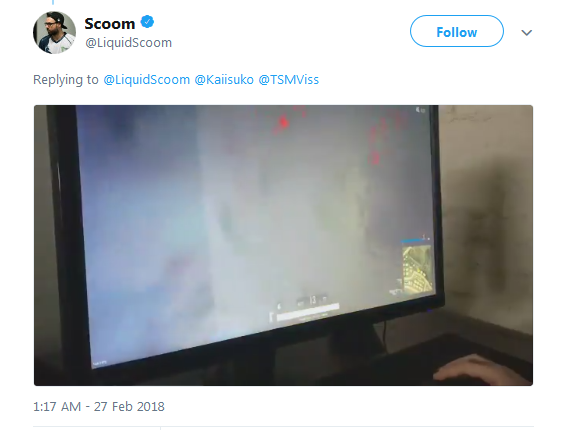 Scoom
@LiquidScoom
Follow
Replying to @LiquidScoom @Kaiisuko @TSMViss
1:17 AM - 27 Feb 2018